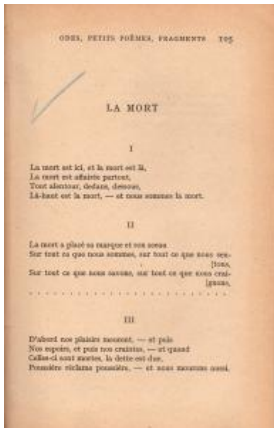 ODES, PETITS POÈMES, FRAGMENTS 105
LA MORT
I
La mort est ici, et la mort est là,
La mort est affairée partout,
Tout alentour, dedans, dessous,
Là-haut est la mort, — et nous sommes la mort.
II
La mort a placé sa marque et son sceau
Sur tout ce que nous sommes, sur tout ce que nous sen-
[tons,
Sur tout ce que nous savons, sur tout ce que nous crai-
[gnons,
. . . . . . . . . . . . . . . . . . . . . . . . . .
III
D'abord nos plaisirs meurent, — et puis
Nos espoirs, et puis nos craintes, — et quand
Celles-ci sont mortes, la dette est due,
Poussière réclame poussière, — et nous mourons aussi.